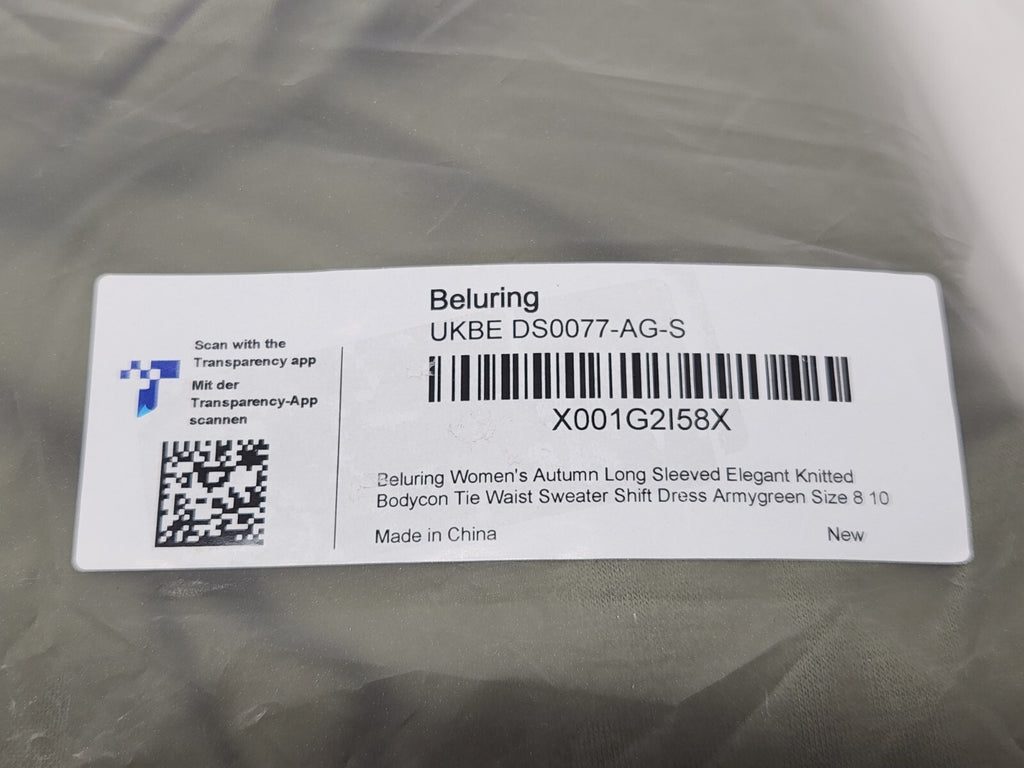 Scan with the
Transparency app
Mit der
Transparency-App
scannen
Beluring
UKBE DS0077-AG-S
X001G2I58X
Beluring Women's Autumn Long Sleeved Elegant Knitted
Bodycon Tie Waist Sweater Shift Dress Armygreen Size 8 10
Made in China
New